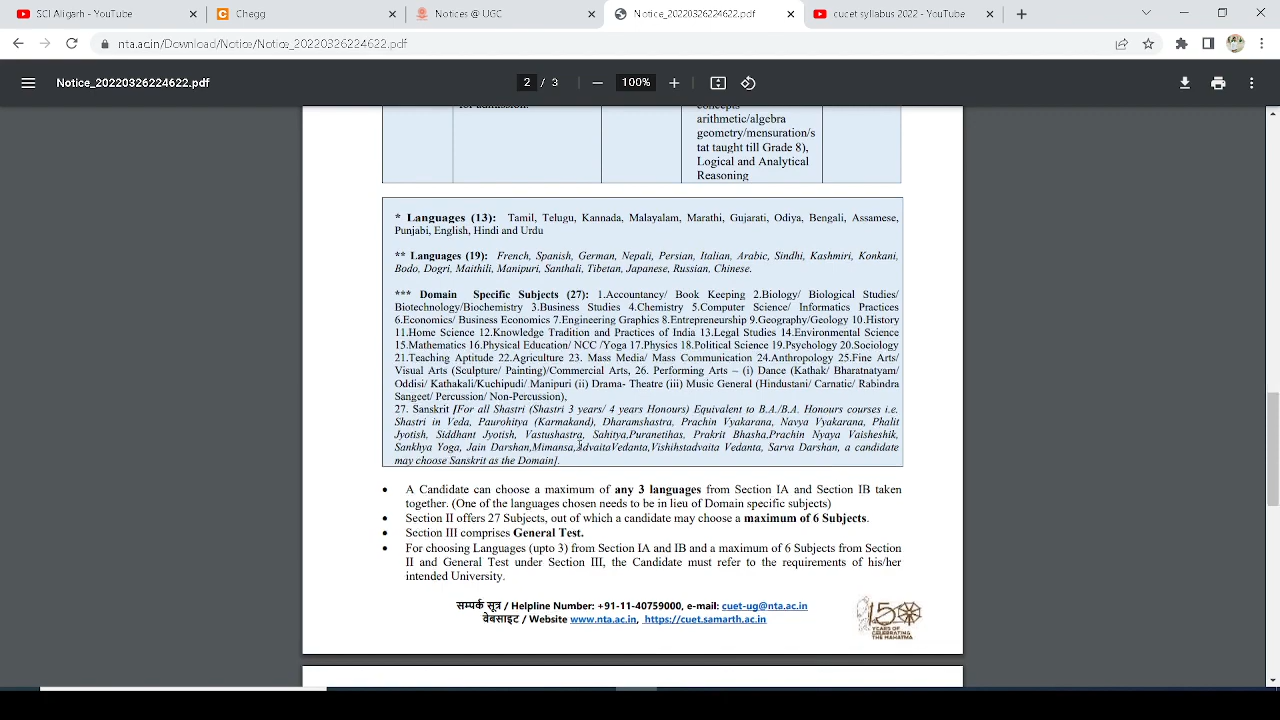 SCI Aligarh - YouTube
Chegg
Notices @ UGC
Notice_20220326224622.pdf
cucet syllabus 2022 - YouTube
nta.ac.in/Download/Notice/Notice_20220326224622.pdf
Notice_20220326224622.pdf
2 / 3
100%
for admission.
concepts
arithmetic/algebra
geometry/mensuration/s
tat taught till Grade 8),
Logical and Analytical
Reasoning
* Languages (13): Tamil, Telugu, Kannada, Malayalam, Marathi, Gujarati, Odiya, Bengali, Assamese,
Punjabi, English, Hindi and Urdu
** Languages (19): French, Spanish, German, Nepali, Persian, Italian, Arabic, Sindhi, Kashmiri, Konkani,
Bodo, Dogri, Maithili, Manipuri, Santhali, Tibetan, Japanese, Russian, Chinese.
*** Domain Specific Subjects (27): 1.Accountancy/ Book Keeping 2.Biology/ Biological Studies/
Biotechnology/Biochemistry 3.Business Studies 4.Chemistry 5.Computer Science/ Informatics Practices
6.Economics/ Business Economics 7.Engineering Graphics 8.Entrepreneurship 9.Geography/Geology 10.History
11.Home Science 12.Knowledge Tradition and Practices of India 13.Legal Studies 14.Environmental Science
15.Mathematics 16.Physical Education/ NCC /Yoga 17.Physics 18.Political Science 19.Psychology 20.Sociology
21.Teaching Aptitude 22.Agriculture 23. Mass Media/ Mass Communication 24.Anthropology 25.Fine Arts/
Visual Arts (Sculpture/ Painting)/Commercial Arts, 26. Performing Arts – (i) Dance (Kathak/ Bharatnatyam/
Oddisi/ Kathakali/Kuchipudi/ Manipuri (ii) Drama- Theatre (iii) Music General (Hindustani/ Carnatic/ Rabindra
Sangeet/ Percussion/ Non-Percussion),
27. Sanskrit [For all Shastri (Shastri 3 years/ 4 years Honours) Equivalent to B.A./B.A. Honours courses i.e.
Shastri in Veda, Paurohitya (Karmakand), Dharamshastra, Prachin Vyakarana, Navya Vyakarana, Phalit
Jyotish, Siddhant Jyotish, Vastushastra, Sahitya,Puranetihas, Prakrit Bhasha,Prachin Nyaya Vaisheshik,
Sankhya Yoga, Jain Darshan,Mimansa,AdvaitaVedanta,Vishihstadvaita Vedanta, Sarva Darshan, a candidate
may choose Sanskrit as the Domain].
• A Candidate can choose a maximum of any 3 languages from Section IA and Section IB taken
together. (One of the languages chosen needs to be in lieu of Domain specific subjects)
• Section II offers 27 Subjects, out of which a candidate may choose a maximum of 6 Subjects.
• Section III comprises General Test.
• For choosing Languages (upto 3) from Section IA and IB and a maximum of 6 Subjects from Section
II and General Test under Section III, the Candidate must refer to the requirements of his/her
intended University.
सम्पर्क सूत्र / Helpline Number: +91-11-40759000, e-mail: cuet-ug@nta.ac.in
वेबसाइट / Website www.nta.ac.in, https://cuet.samarth.ac.in
150
YEARS OF
CELEBRATING
THE MAHATMA